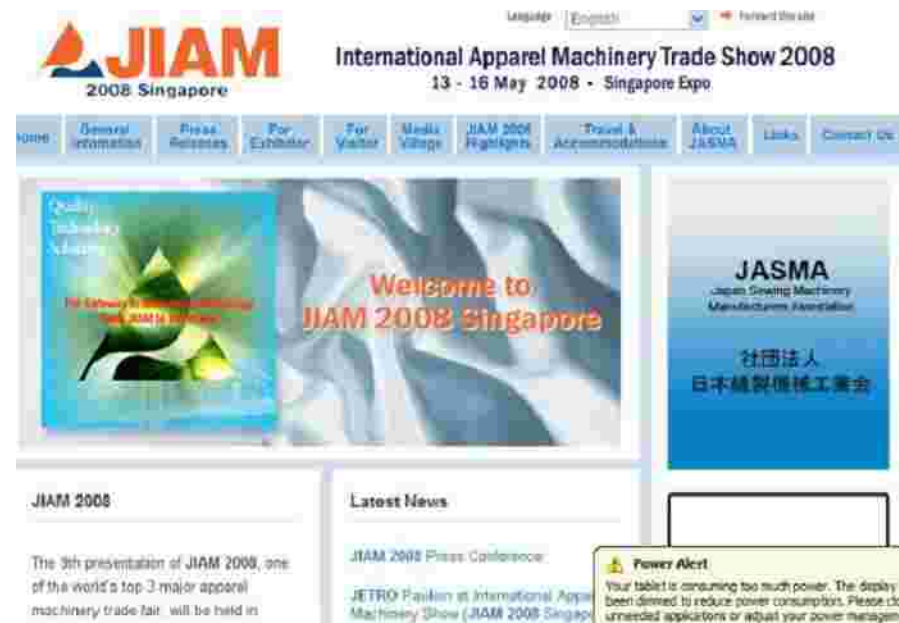 Language English Forward this site
JIAM
2008 Singapore
International Apparel Machinery Trade Show 2008
13 - 16 May 2008 - Singapore Expo
ome
General
Information
Press
Releases
For
Exhibitor
For
Visitor
Media
Village
JIAM 2008
Highlights
Travel &
Accommodations
About
JASMA
Links
Contact Us
Quality
Technology
Welcome to
JIAM 2008 Singapore
JASMA
Japan Sewing Machinery
Manufacturers Association
社団法人
日本縫製機械工業会
JIAM 2008
The 9th presentation of JIAM 2008, one
of the world's top 3 major apparel
machinery trade fair, will be held in
Latest News
JIAM 2008 Press Conference
JETRO Pavilion at International Appa
Machinery Show (JIAM 2008 Singap
Power Alert
Your tablet is consuming too much power. The display
been dimmed to reduce power consumption. Please clo
unneeded applications or adjust your power managem